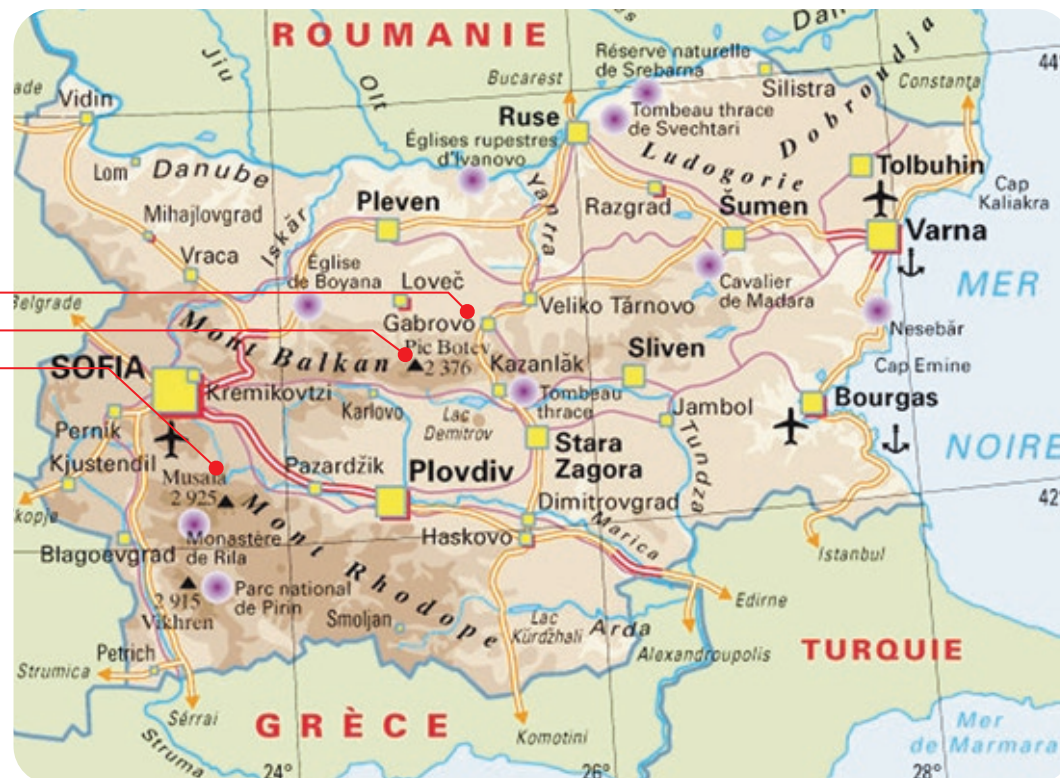 ROUMANIE
Jiu
Olt
Bucarest
Réserve naturelle
de Srebarna
Silistra
Dobroudja
Constanţa
44°
ade
Vidin
Ruse
Tombeau thrace
de Svechtari
Églises rupestres
d'Ivanovo
Ludogorie
Tolbuhin
Cap
Kaliakra
Lom
Danube
Mihajlovgrad
Iskăr
Pleven
Yantra
Razgrad
Šumen
Varna
Vraca
Église
de Boyana
Loveč
Veliko Tărnovo
Cavalier
de Madara
MER
Belgrade
Gabrovo
Nesebăr
Mont Balkan
Pic Botev
2 376
Kazanlăk
Sliven
Cap Emine
SOFIA
Kremikovtzi
Karlovo
Lac
Demitrov
Tombeau
thrace
Jambol
Bourgas
Pernik
Kjustendil
Stara
Zagora
Tundza
NOIRE
Musala
2 925
Pazardžik
Plovdiv
Dimitrovgrad
42°
kopje
Mont Rhodope
Monastère
de Rila
Haskovo
Marica
Istanbul
Blagoevgrad
2 915
Vikhren
Parc national
de Pirin
Smoljan
Lac
Kürdžhali
Arda
Edirne
Alexandroupolis
TURQUIE
Petrich
Strumica
Sérrai
Struma
GRÈCE
Komotini
Mer
de Marmara
24°
26°
28°